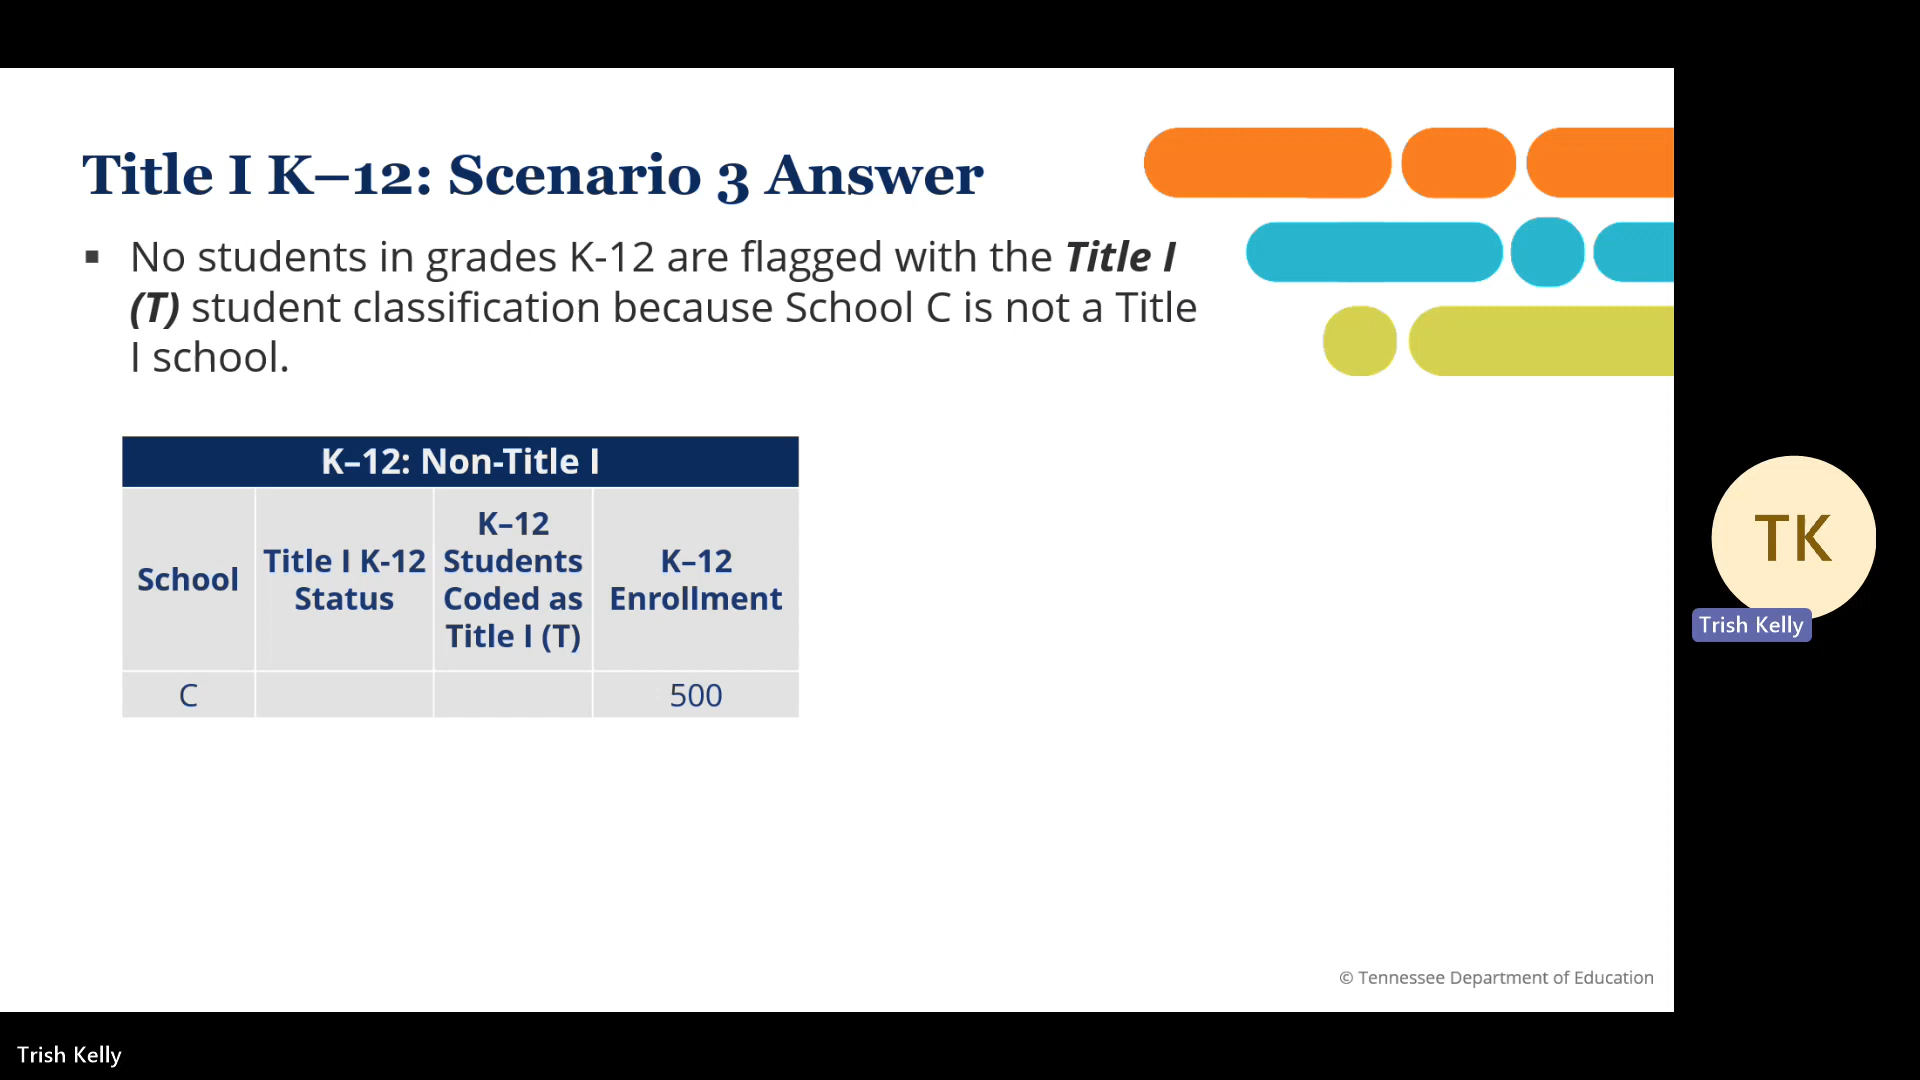 Title I K–12: Scenario 3 Answer
▪ No students in grades K-12 are flagged with the Title I
(T) student classification because School C is not a Title
I school.
K–12: Non-Title I
School
Title I K-12
Status
K–12
Students
Coded as
Title I (T)
K–12
Enrollment
C
500
TK
Trish Kelly
© Tennessee Department of Education
Trish Kelly